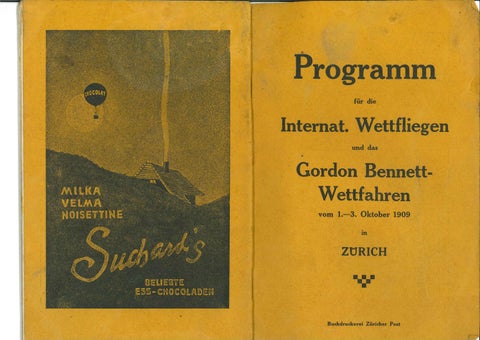 CHOCOLAT
MILKA
VELMA
NOISETTINE
Suchard's
BELIEBTE
ESS-CHOCOLADEN
Programm
für die
Internat. Wettfliegen
und das
Gordon Bennett-
Wettfahren
vom 1.—3. Oktober 1909
in
ZÜRICH
Buchdruckerei Züricher Post